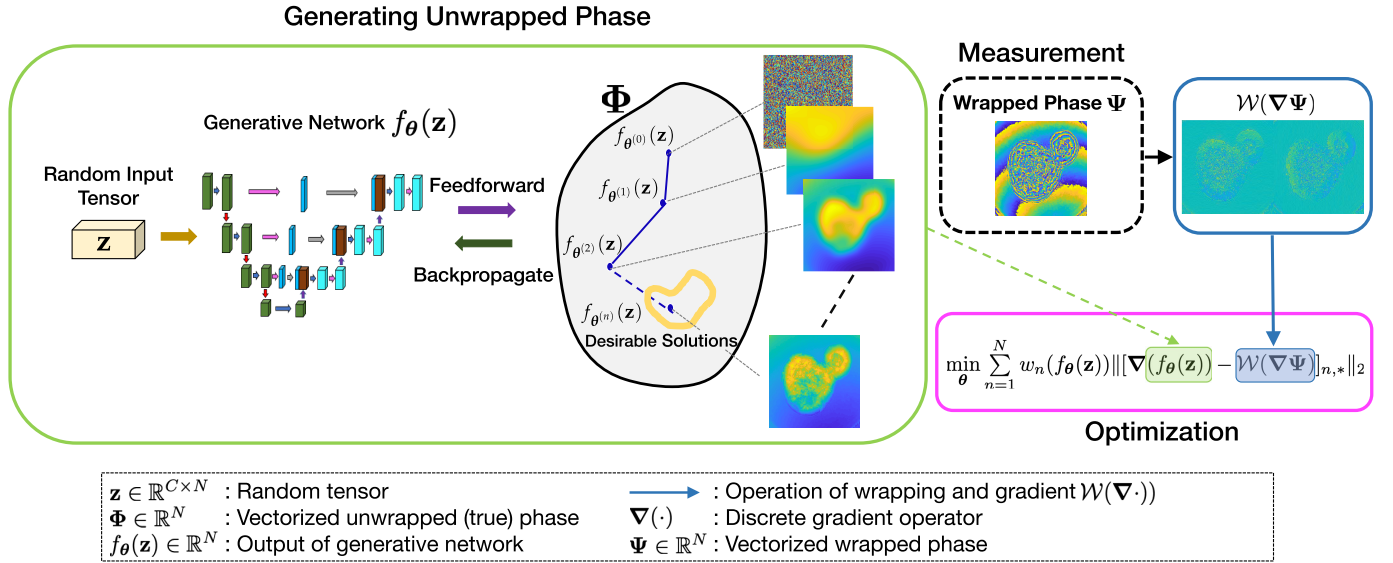 Generating Unwrapped Phase
Generative Network f_θ(z)
Random Input
Tensor
z
Feedforward
Backpropagate
Φ
f_θ^(0)(z)
f_θ^(1)(z)
f_θ^(2)(z)
f_θ^(n)(z)
Desirable Solutions
Measurement
Wrapped Phase Ψ
𝒲(∇Ψ)
min_θ ∑_{n=1}^{N} w_n(f_θ(z))‖[∇(f_θ(z)) − 𝒲(∇Ψ)]_{n,*}‖_2
Optimization
z ∈ ℝ^{C×N} : Random tensor
Φ ∈ ℝ^N : Vectorized unwrapped (true) phase
f_θ(z) ∈ ℝ^N : Output of generative network
: Operation of wrapping and gradient 𝒲(∇·))
∇(·) : Discrete gradient operator
Ψ ∈ ℝ^N : Vectorized wrapped phase